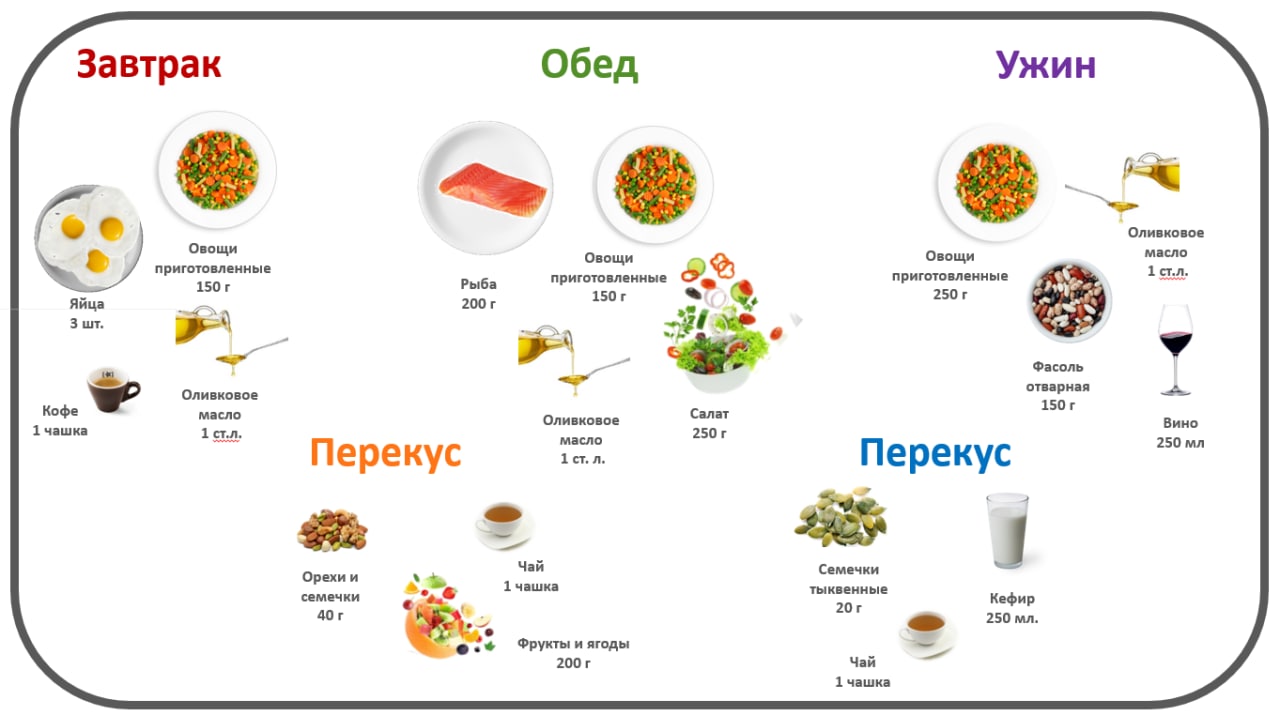 Завтрак
Овощи
приготовленные
150 г
Яйца
3 шт.
Кофе
1 чашка
Оливковое
масло
1 ст.л.
Обед
Рыба
200 г
Овощи
приготовленные
150 г
Оливковое
масло
1 ст. л.
Салат
250 г
Ужин
Овощи
приготовленные
250 г
Оливковое
масло
1 ст.л.
Фасоль
отварная
150 г
Вино
250 мл
Перекус
Орехи и
семечки
40 г
Чай
1 чашка
Фрукты и ягоды
200 г
Перекус
Семечки
тыквенные
20 г
Кефир
250 мл.
Чай
1 чашка